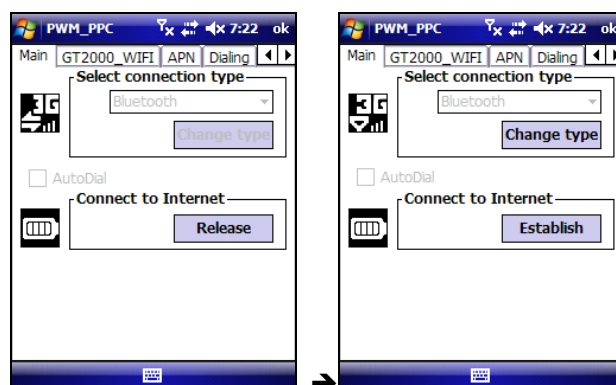 PWM_PPC 7:22 ok
Main GT2000_WIFI APN Dialing
Select connection type
3G Bluetooth
Change type
AutoDial
Connect to Internet
Release
PWM_PPC 7:22 ok
Main GT2000_WIFI APN Dialing
Select connection type
3G Bluetooth
Change type
AutoDial
Connect to Internet
Establish